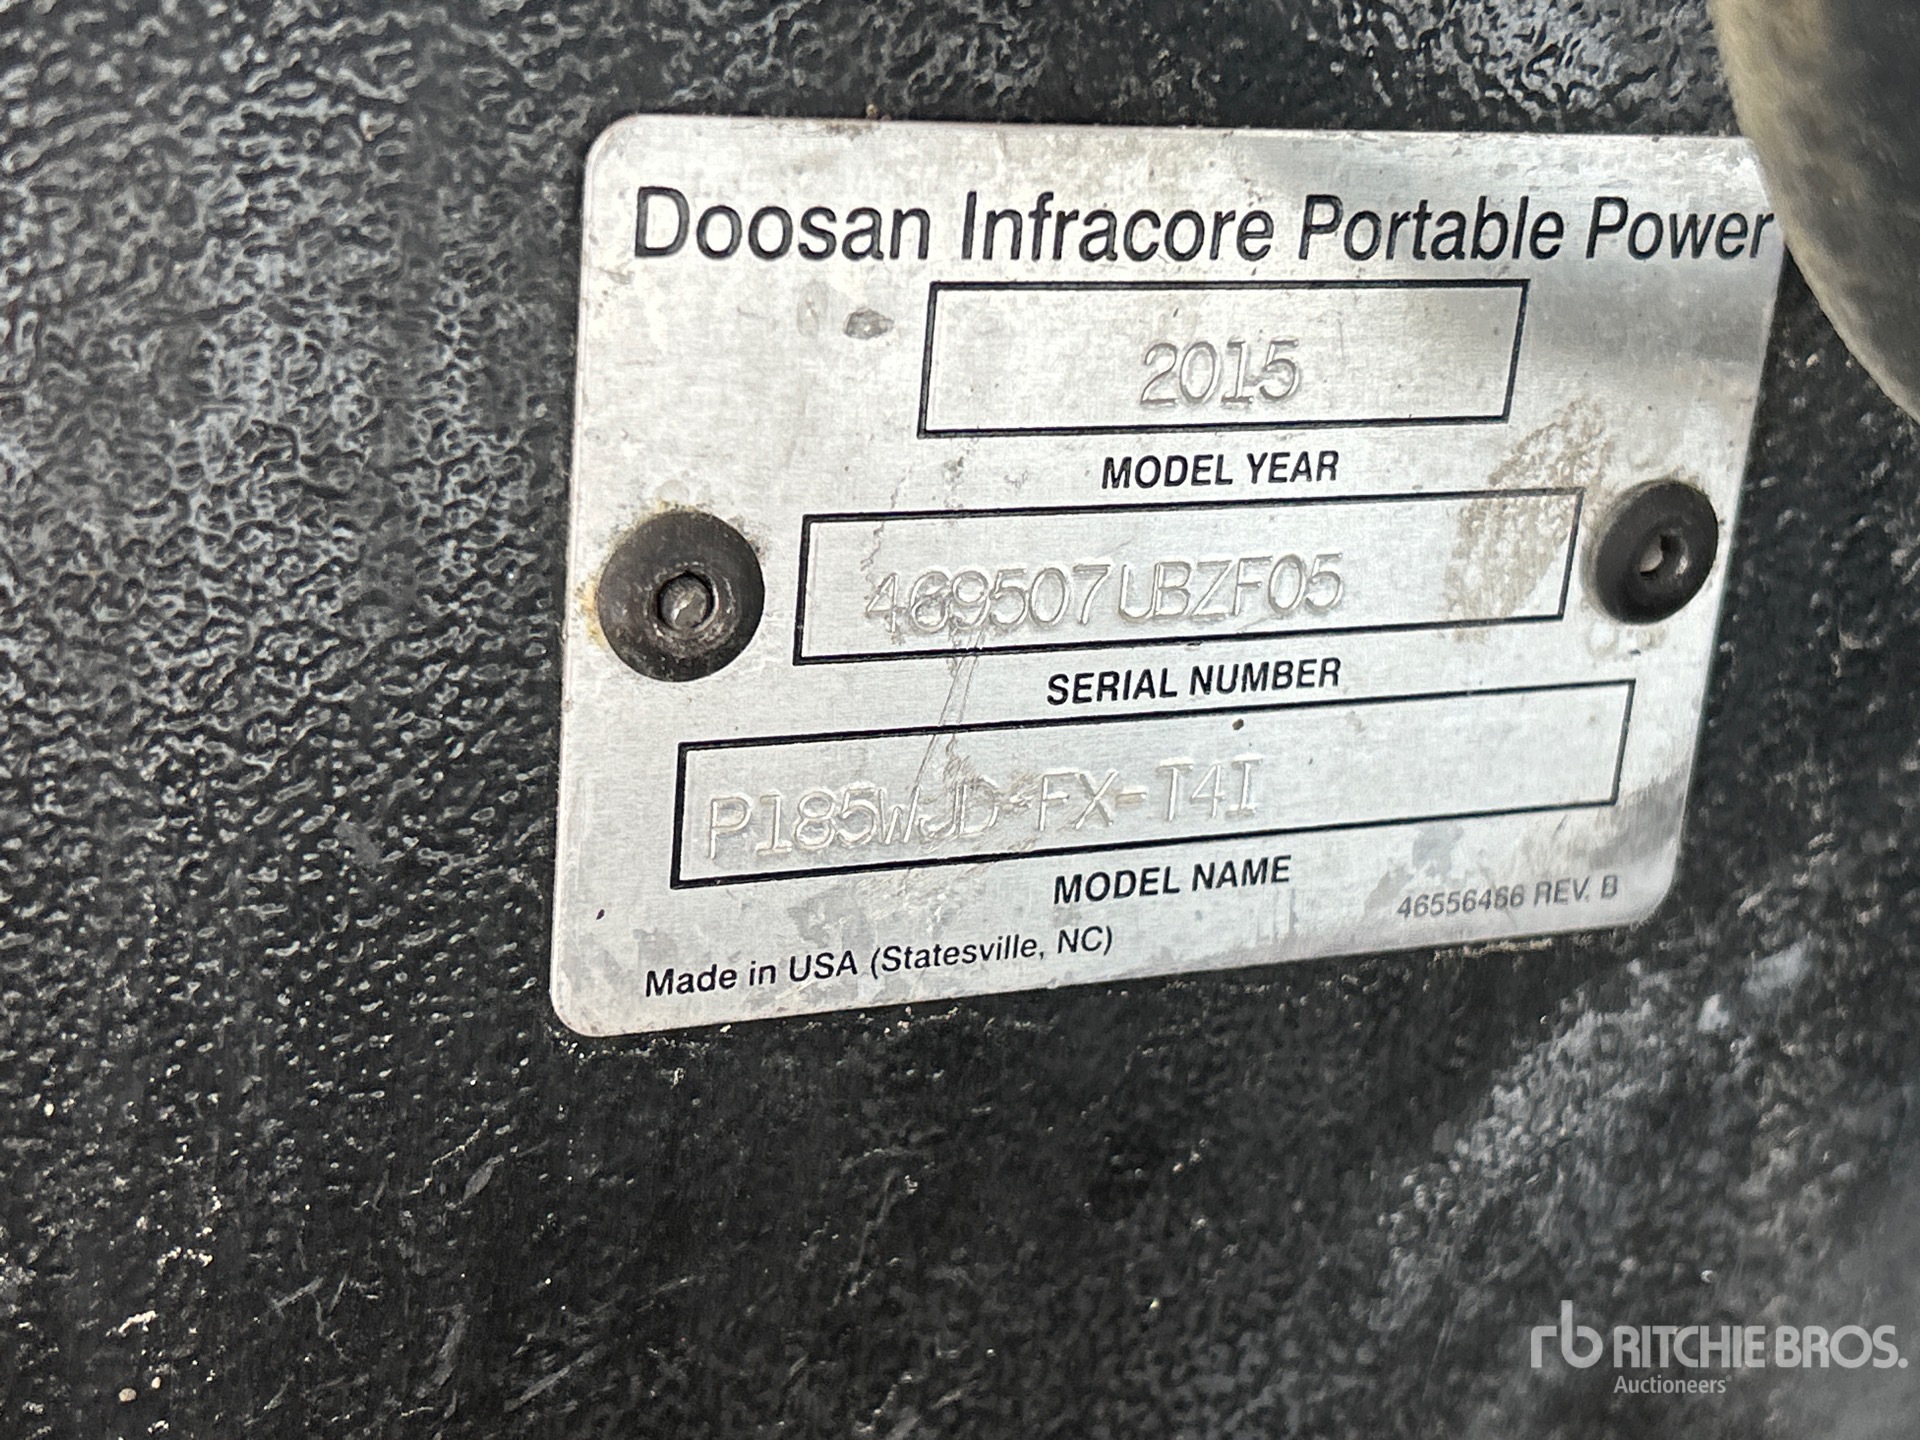 Doosan Infracore Portable Power
2015
MODEL YEAR
469507UBZF05
SERIAL NUMBER
P185WJD-FX-T4I
MODEL NAME
46556466 REV. B
Made in USA (Statesville, NC)
rb RITCHIE BROS.
Auctioneers